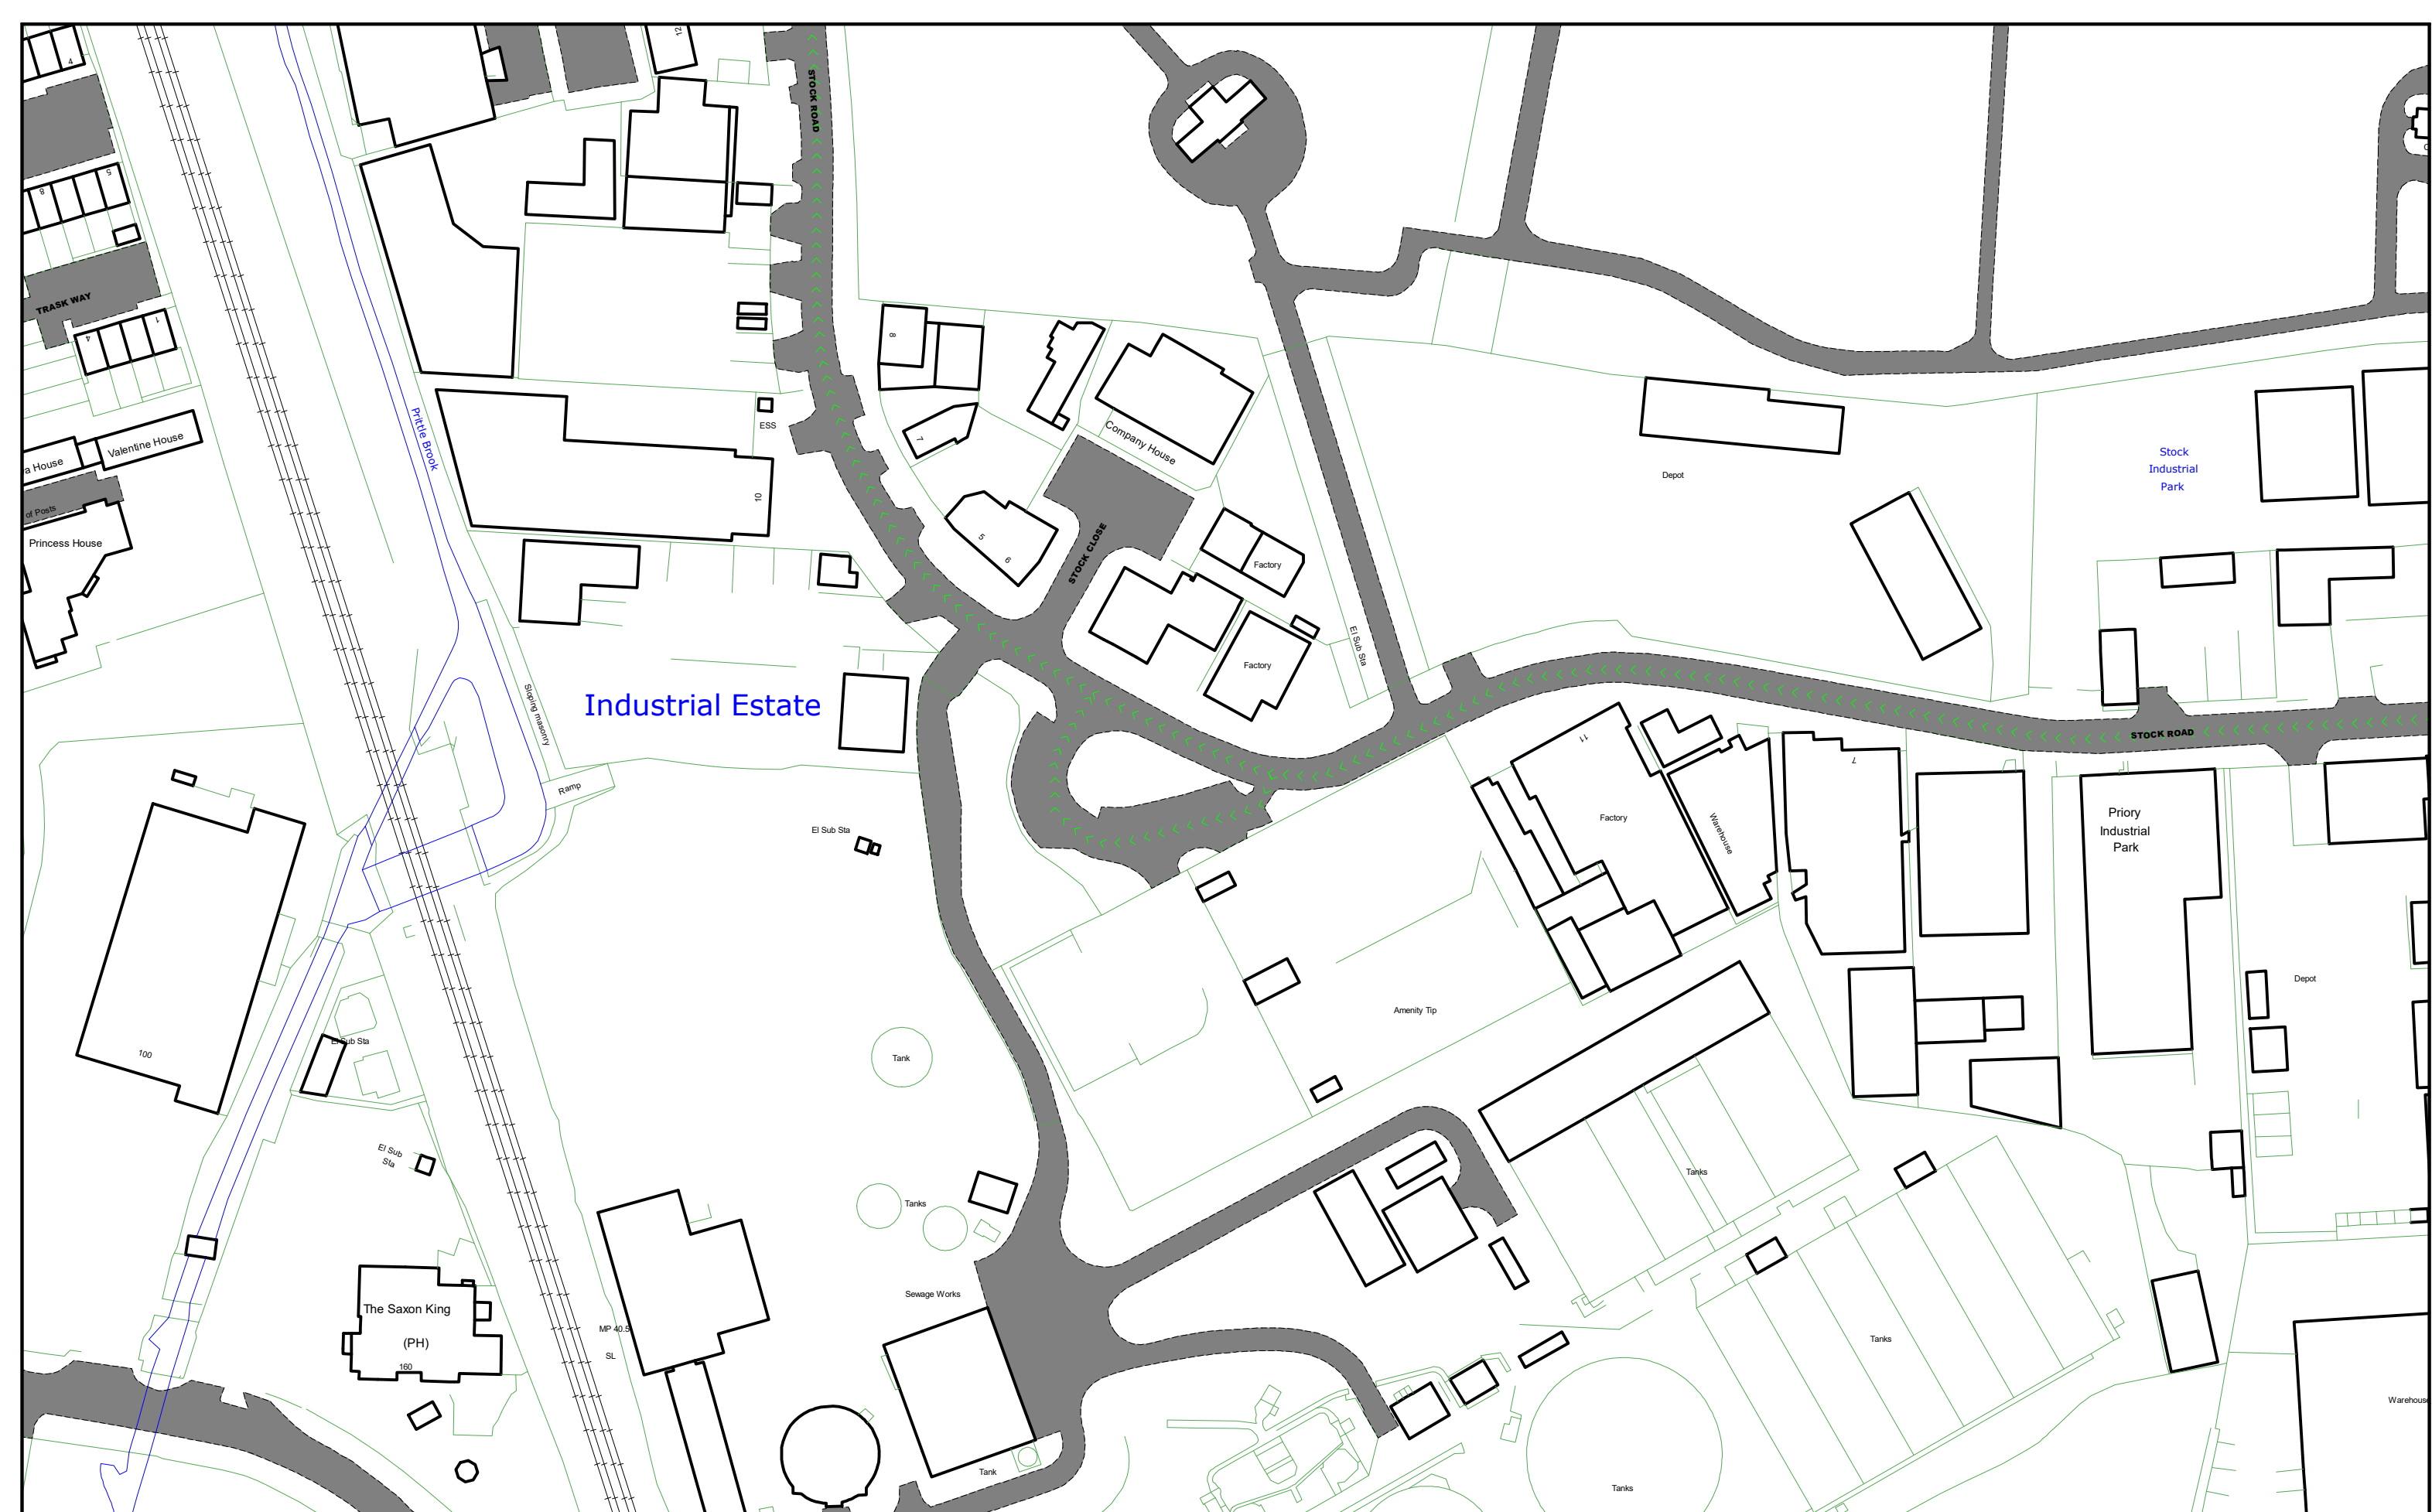 4
12
STOCK ROAD
5
8
TRASK WAY
1
4
8
7
Prittle Brook
Valentine House
a House
ESS
Company House
10
of Posts
Princess House
Stock
Industrial
Park
Depot
5
6
STOCK CLOSE
Factory
Factory
El Sub Sta
Sloping masonry
Industrial Estate
11
STOCK ROAD
7
Ramp
El Sub Sta
Factory
Warehouse
Priory
Industrial
Park
Depot
100
El Sub Sta
Tank
Amenity Tip
El Sub
Sta
Tanks
Tanks
Sewage Works
The Saxon King
(PH)
160
MP 40.5
SL
Tanks
Warehouse
Tank
Tanks